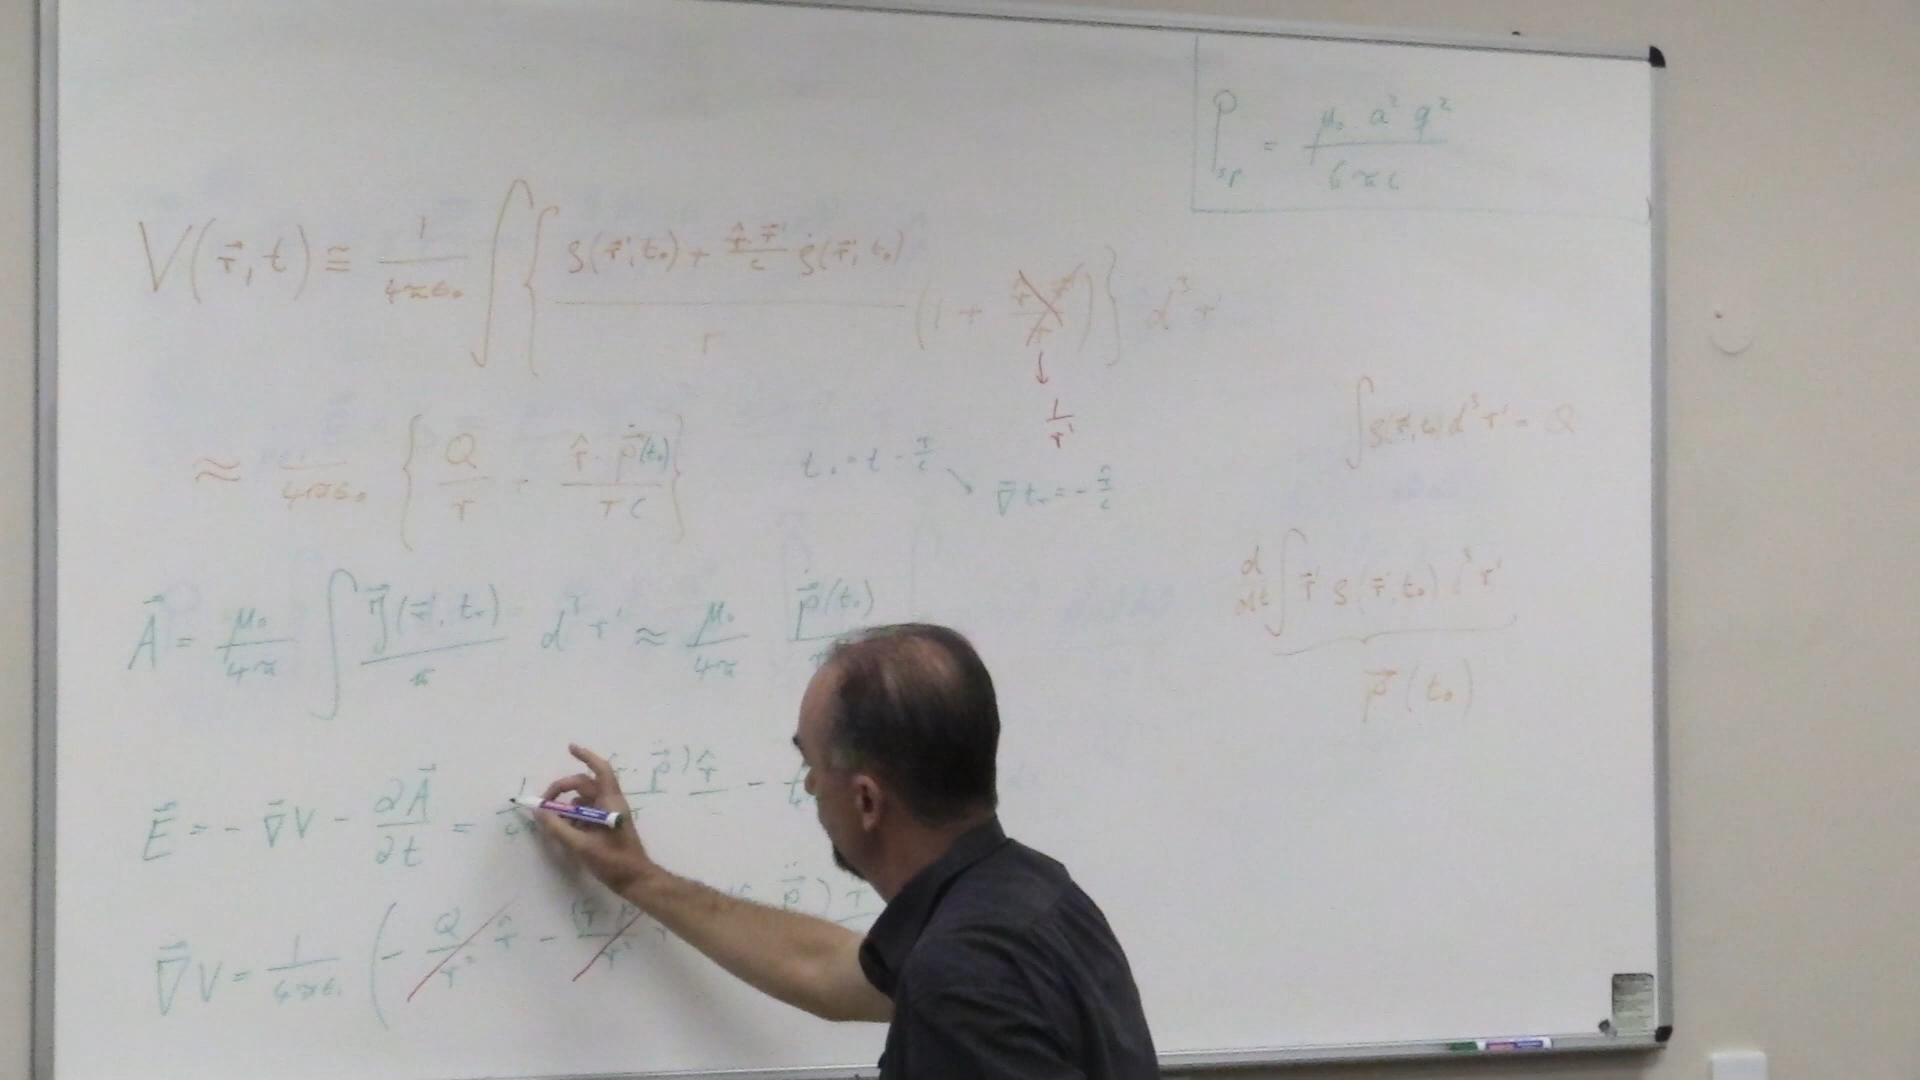 P_sp = μ₀ a² q² / 6πc
V(r⃗, t) ≅ 1/4πε₀ ∫ { ρ(r⃗', t₀) + r̂·r⃗'/c ρ̇(r⃗', t₀) / r (1 + r̂·r⃗'/r) } d³r'
↓ 1/r'
∫ρ(r⃗', t₀) d³r' = Q
≈ 1/4πε₀ { Q/r + r̂·p⃗̇(t₀)/rc }
t₀ = t - r/c
∇⃗t₀ = - r̂/c
d/dt ∫ r⃗' ρ(r⃗', t₀) d³r'
p⃗(t₀)
A⃗ = μ₀/4π ∫ J⃗(r⃗', t₀)/r d³r' ≈ μ₀/4π p⃗̇(t₀)
E⃗ = - ∇⃗V - ∂A⃗/∂t = r̂·p⃗̈) r̂ -
∇⃗V = 1/4πε₀ ( - Q/r² r̂ -